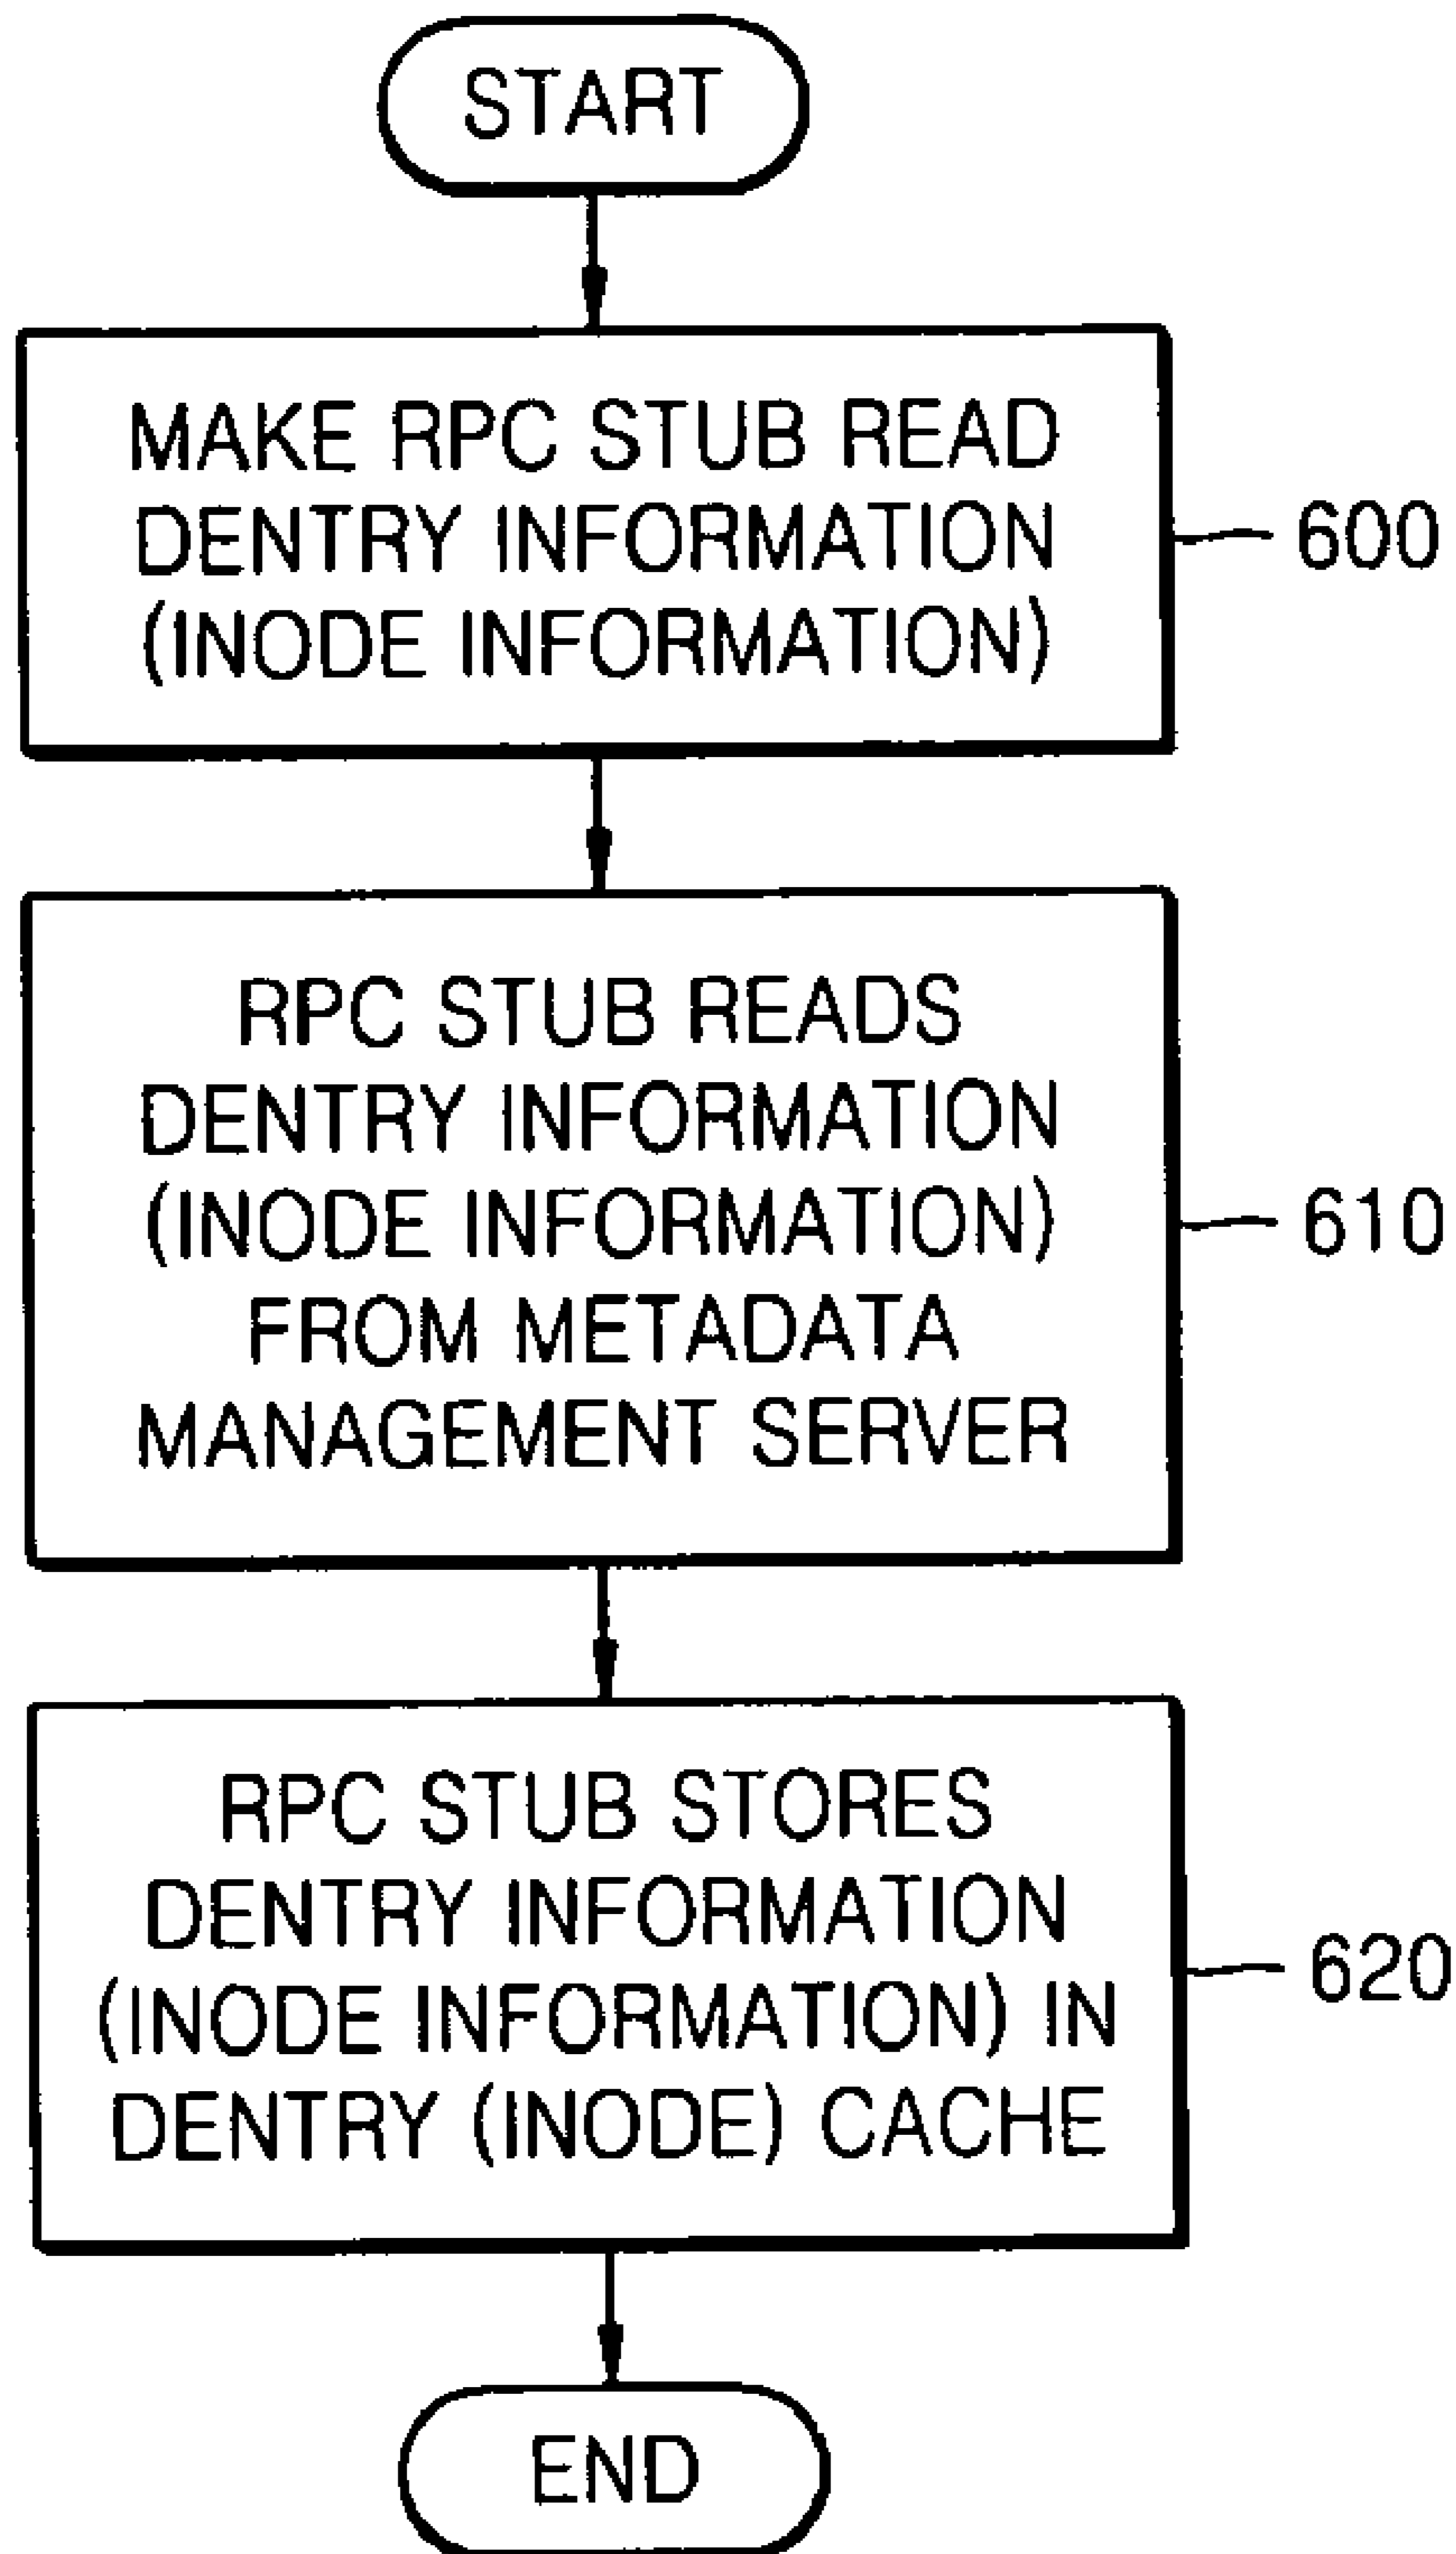 START
MAKE RPC STUB READ
DENTRY INFORMATION
(INODE INFORMATION)
600
RPC STUB READS
DENTRY INFORMATION
(INODE INFORMATION)
FROM METADATA
MANAGEMENT SERVER
610
RPC STUB STORES
DENTRY INFORMATION
(INODE INFORMATION) IN
DENTRY (INODE) CACHE
620
END